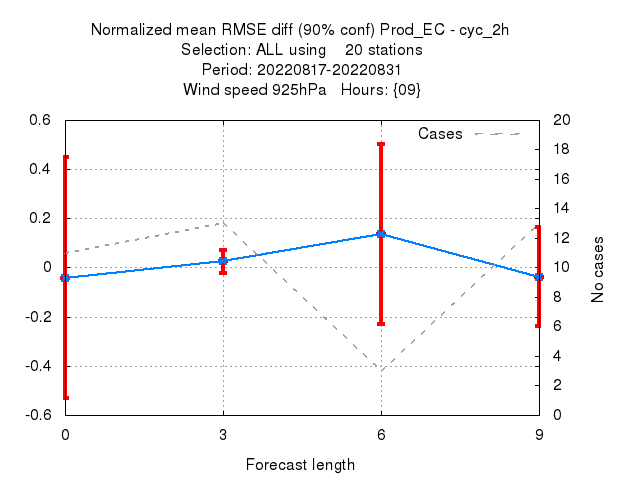 Normalized mean RMSE diff (90% conf) Prod_EC - cyc_2h
Selection: ALL using    20 stations
Period: 20220817-20220831
Wind speed 925hPa   Hours: {09}
Cases
0.6
0.4
0.2
0
-0.2
-0.4
-0.6
20
18
16
14
12
10
8
6
4
2
0
No cases
0 3 6 9
Forecast length